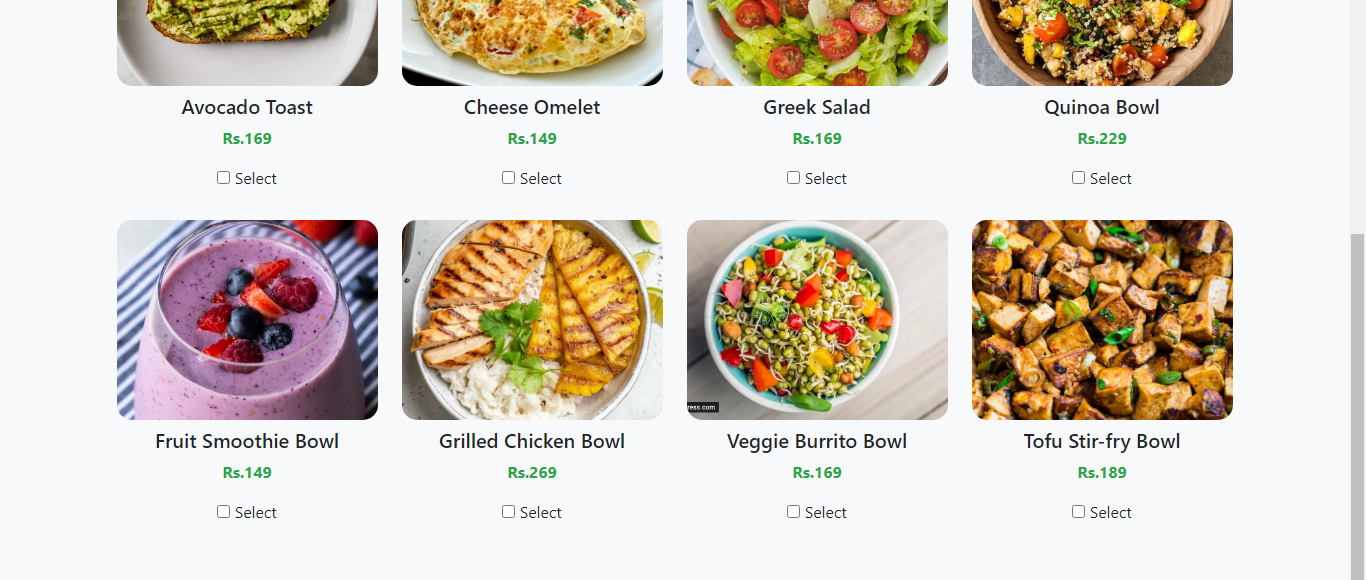 Avocado Toast
Cheese Omelet
Greek Salad
Quinoa Bowl
Rs.169
Rs.149
Rs.169
Rs.229
Select
Select
Select
Select
ress.com
Fruit Smoothie Bowl
Grilled Chicken Bowl
Veggie Burrito Bowl
Tofu Stir-fry Bowl
Rs.149
Rs.269
Rs.169
Rs.189
Select
Select
Select
Select